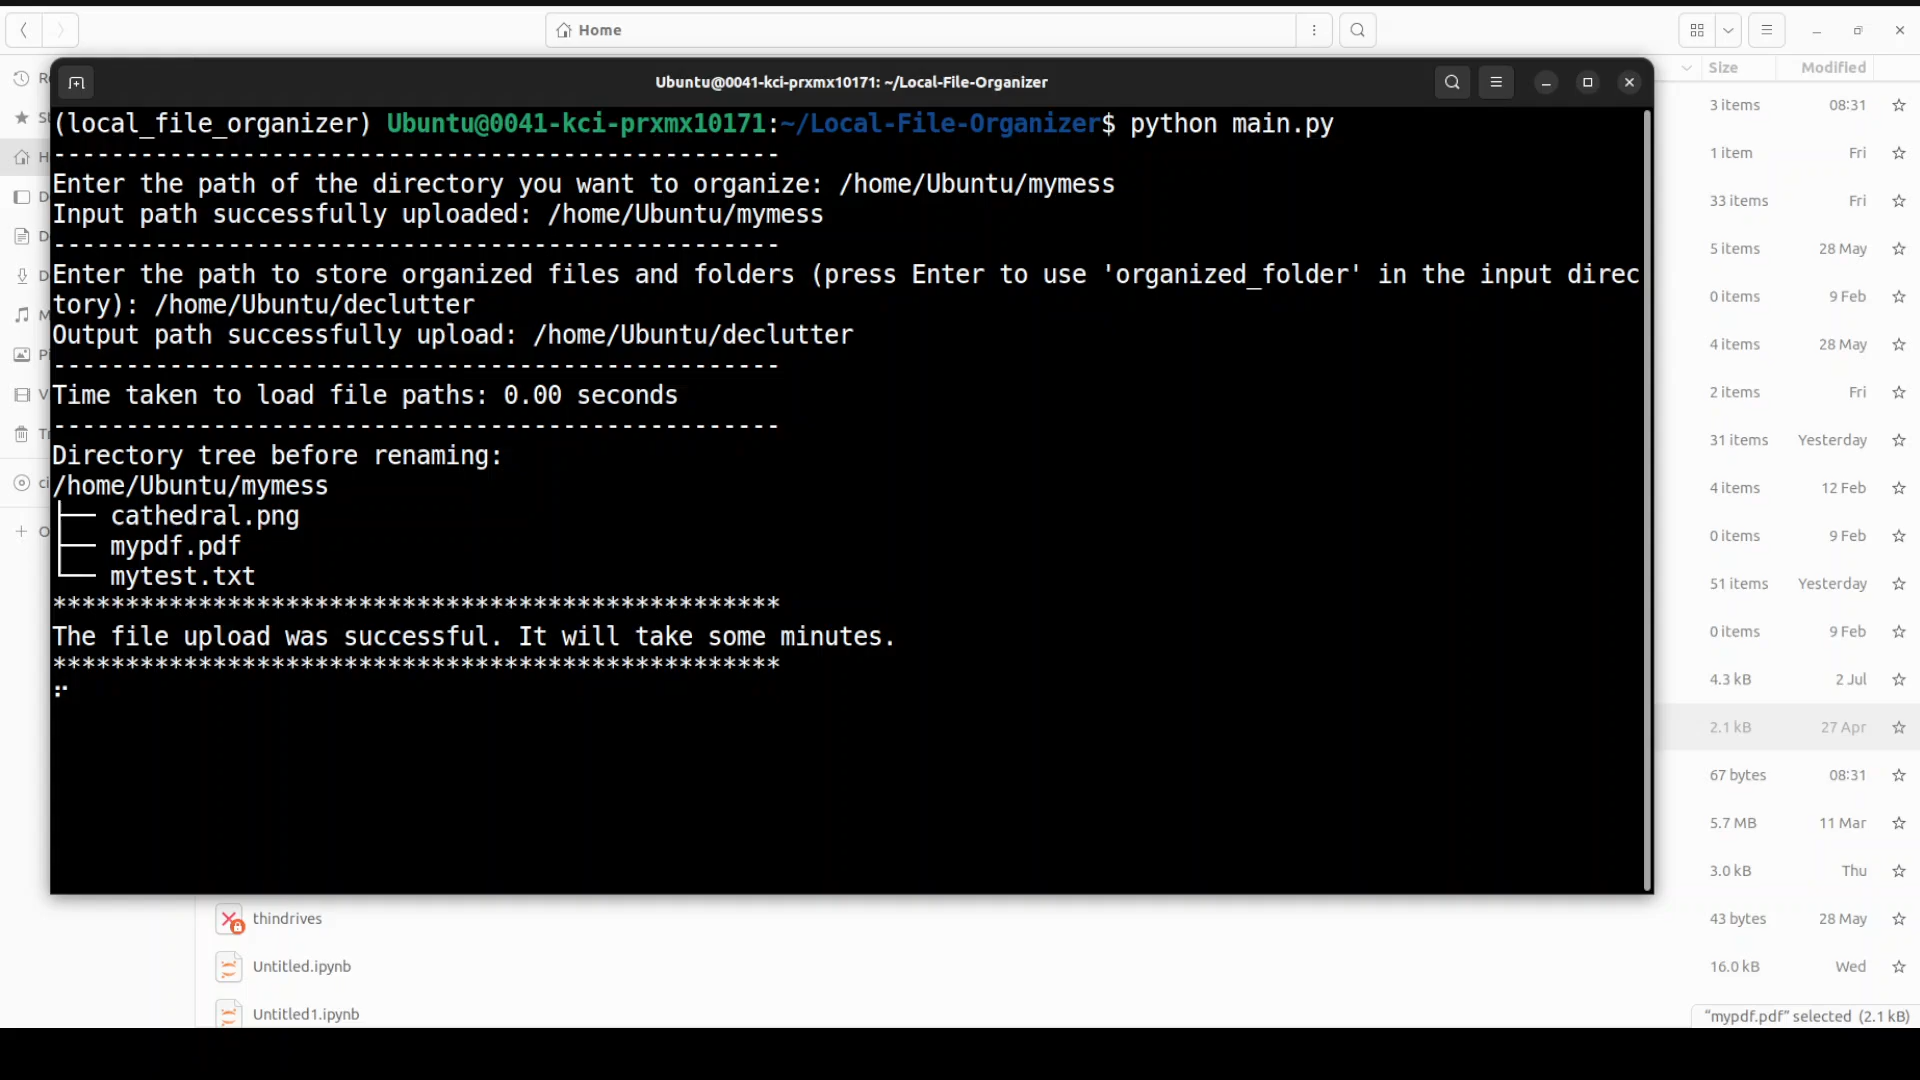 Home
Size Modified
Ubuntu@0041-kci-prxmx10171: ~/Local-File-Organizer
(local_file_organizer) Ubuntu@0041-kci-prxmx10171:~/Local-File-Organizer$ python main.py
--------------------------------------------------
Enter the path of the directory you want to organize: /home/Ubuntu/mymess
Input path successfully uploaded: /home/Ubuntu/mymess
--------------------------------------------------
Enter the path to store organized files and folders (press Enter to use 'organized_folder' in the input direc
tory): /home/Ubuntu/declutter
Output path successfully upload: /home/Ubuntu/declutter
--------------------------------------------------
Time taken to load file paths: 0.00 seconds
--------------------------------------------------
Directory tree before renaming:
/home/Ubuntu/mymess
├── cathedral.png
├── mypdf.pdf
└── mytest.txt
**************************************************
The file upload was successful. It will take some minutes.
**************************************************
3 items 08:31
1 item Fri
33 items Fri
5 items 28 May
0 items 9 Feb
4 items 28 May
2 items Fri
31 items Yesterday
4 items 12 Feb
0 items 9 Feb
51 items Yesterday
0 items 9 Feb
4.3 kB 2 Jul
2.1 kB 27 Apr
67 bytes 08:31
5.7 MB 11 Mar
3.0 kB Thu
thindrives 43 bytes 28 May
Untitled.ipynb 16.0 kB Wed
Untitled1.ipynb
"mypdf.pdf" selected (2.1 kB)